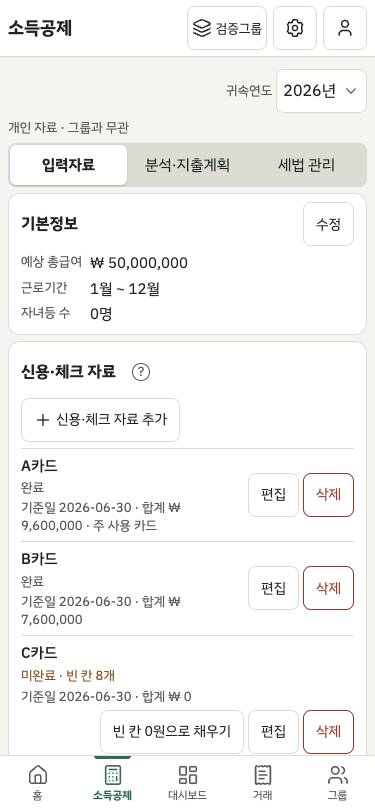 소득공제
검증그룹
귀속연도 2026년
개인 자료 · 그룹과 무관
입력자료 분석·지출계획 세법 관리
기본정보 수정
예상 총급여 ₩ 50,000,000
근로기간 1월 ~ 12월
자녀등 수 0명
신용·체크 자료 ?
+ 신용·체크 자료 추가
A카드
완료
기준일 2026-06-30 · 합계 ₩
9,600,000 · 주 사용 카드
편집 삭제
B카드
완료
기준일 2026-06-30 · 합계 ₩
7,600,000
편집 삭제
C카드
미완료 · 빈 칸 8개
기준일 2026-06-30 · 합계 ₩ 0
빈 칸 0원으로 채우기 편집 삭제
홈 소득공제 대시보드 거래 그룹